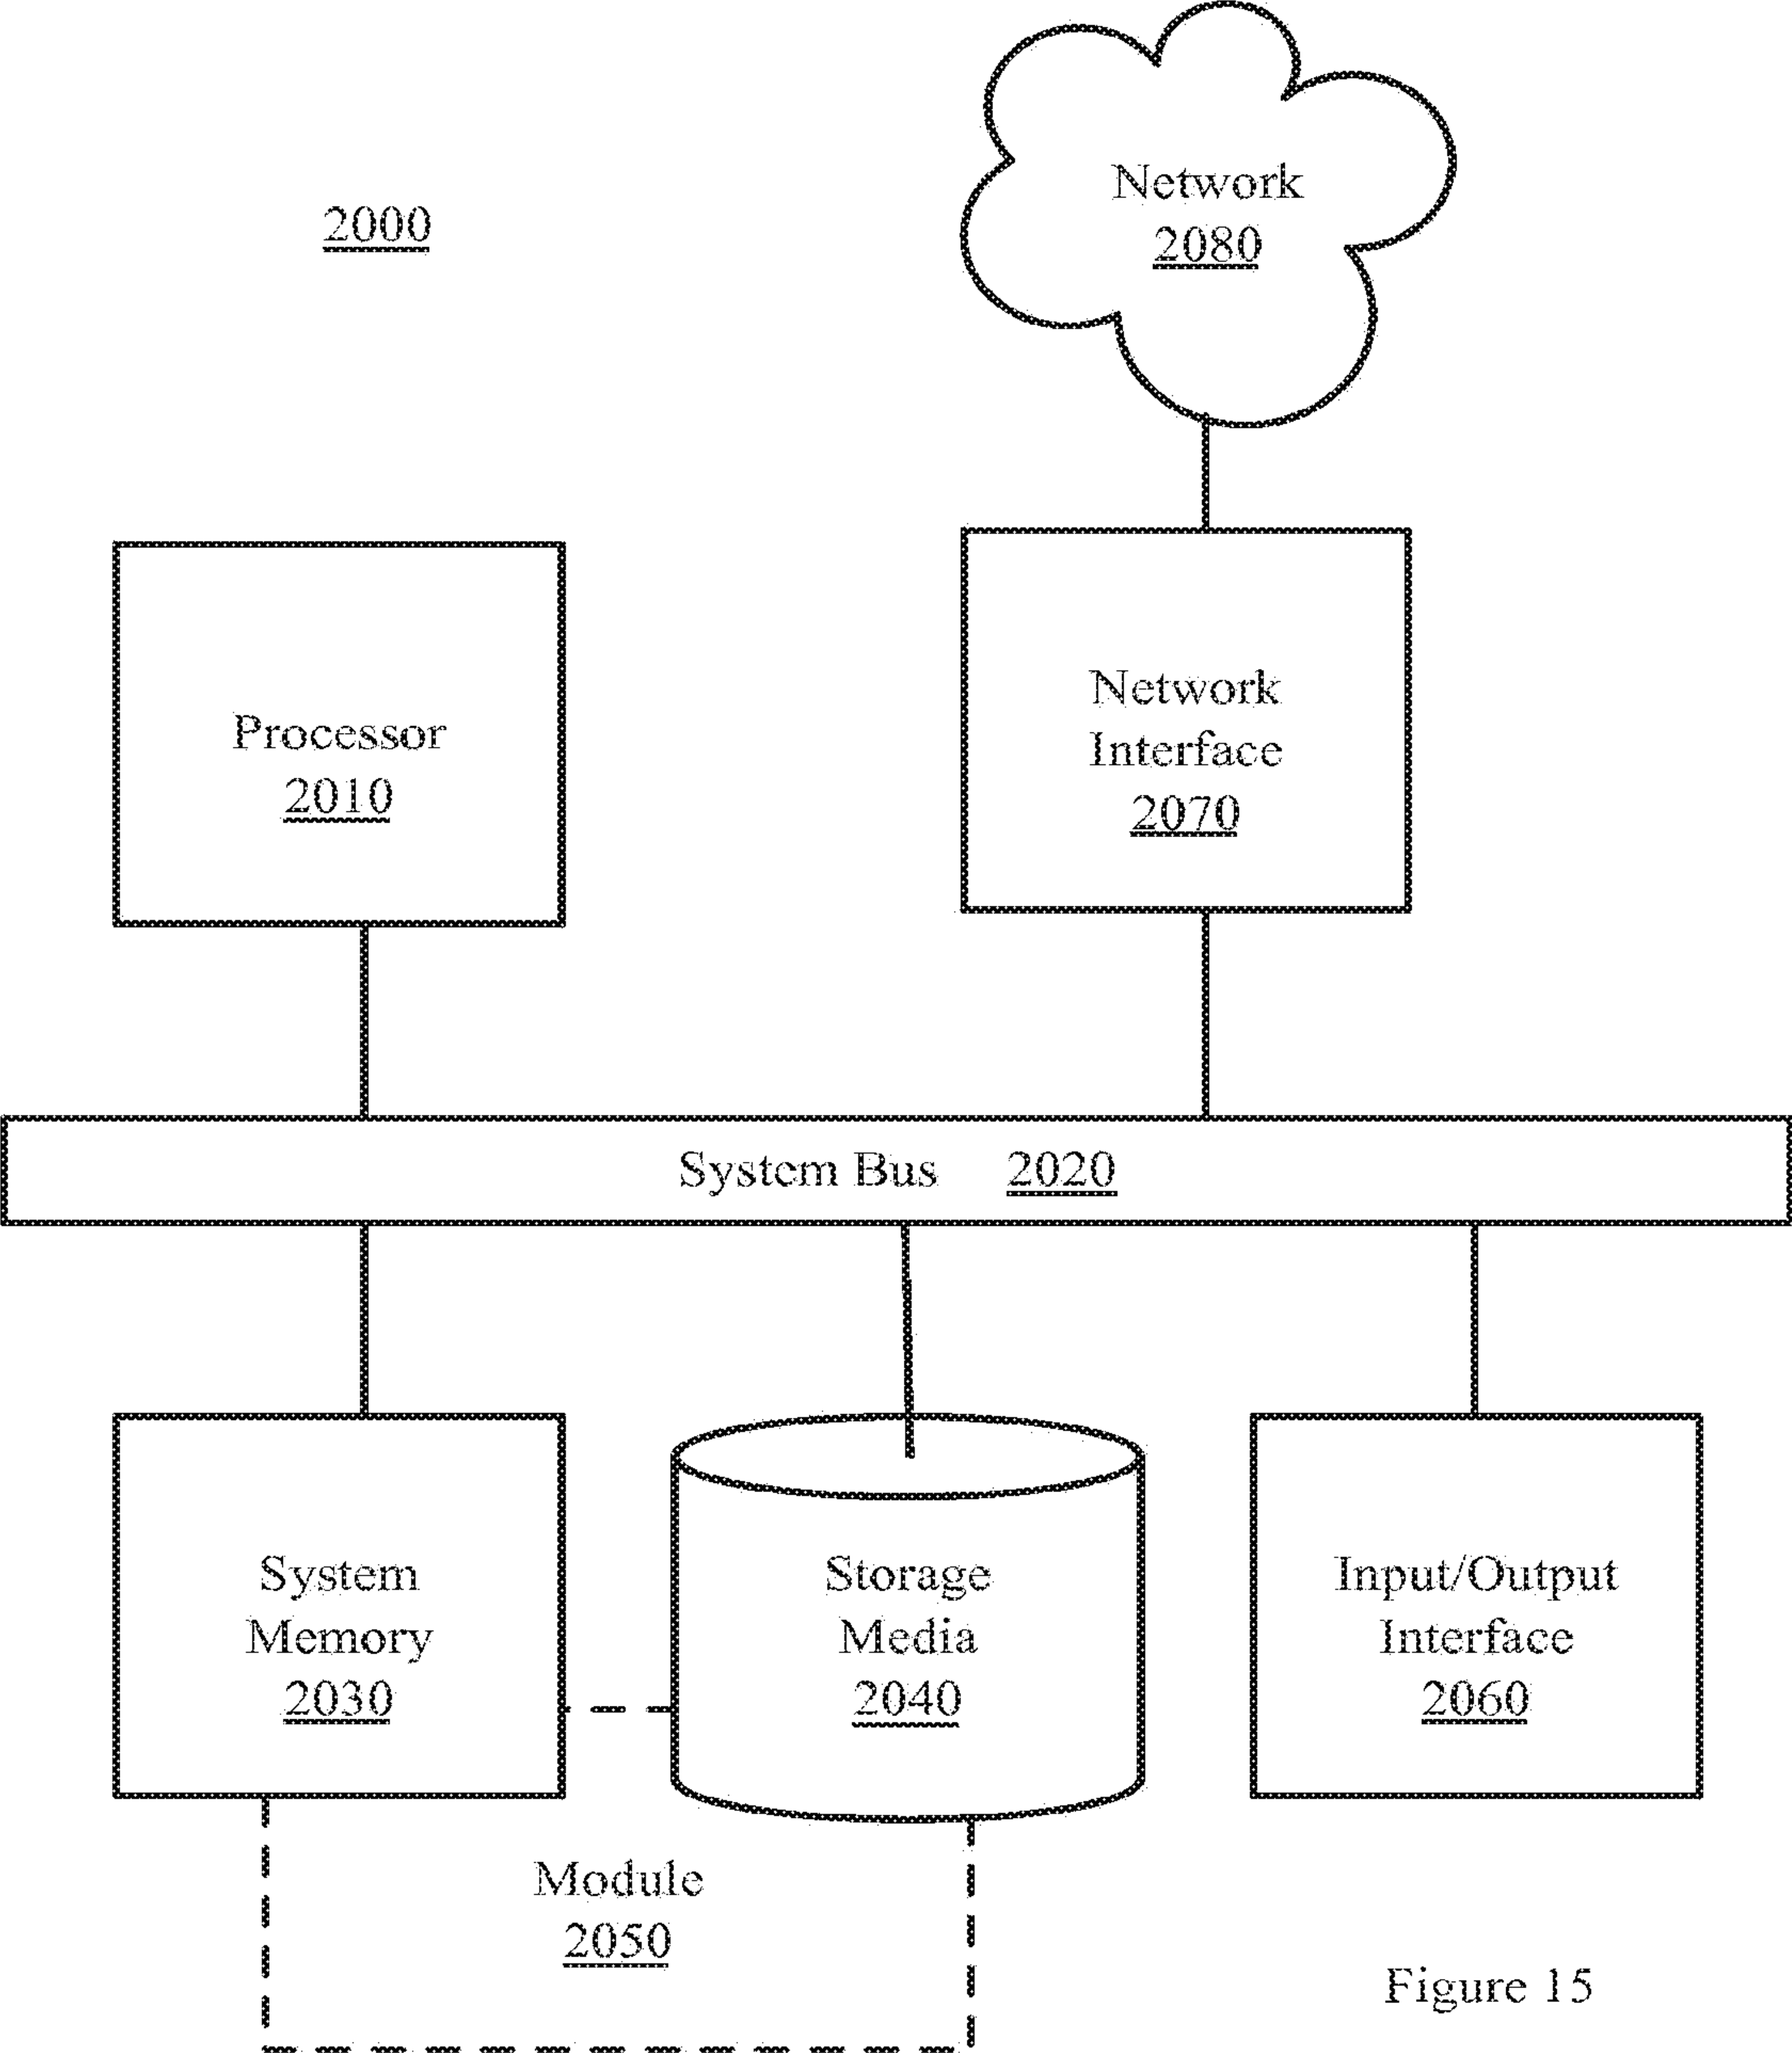 2000
Network
2080
Processor
2010
Network
Interface
2070
System Bus 2020
System
Memory
2030
Storage
Media
2040
Input/Output
Interface
2060
Module
2050
Figure 15